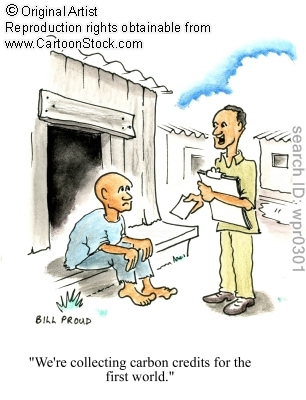 © Original Artist
Reproduction rights obtainable from
www.CartoonStock.com
search ID: wpr0301
BILL PROUD
"We're collecting carbon credits for the
first world."